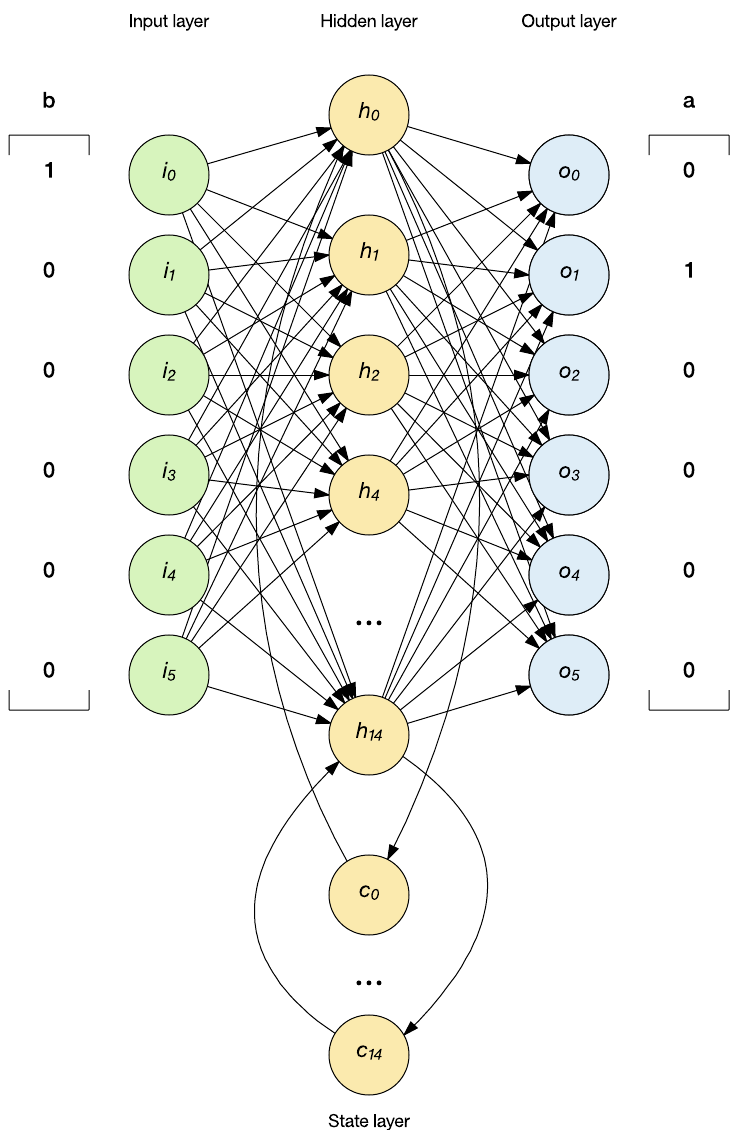 Input layer Hidden layer Output layer
b a
h0
1 i0 o0 0
h1
0 i1 o1 1
0 i2 h2 o2 0
0 i3 h4 o3 0
0 i4 o4 0
...
0 i5 o5 0
h14
c0
...
c14
State layer